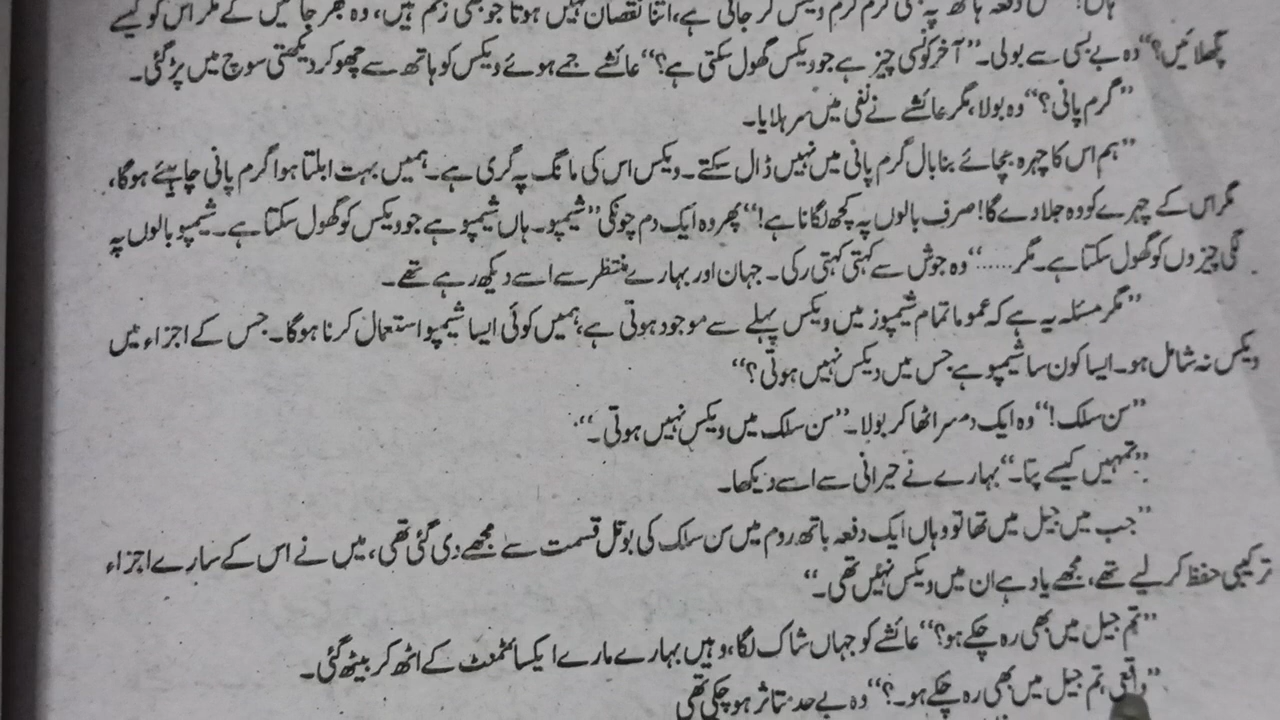 دفعہ ہاتھ پہ بھی گرم گرم ویکس گر جاتی ہے، اتنا نقصان نہیں ہوتا جو بھی زخم ہیں، وہ بھر جائیں گے مگر اس کو کیسے
پگھلائیں؟“ وہ بے بسی سے بولی۔ ”آخر کونسی چیز ہے جو ویکس گھول سکتی ہے؟“ عائشے جمے ہوئے ویکس کو ہاتھ سے چھو کر دیکھتی سوچ میں پڑ گئی۔
”گرم پانی؟“ وہ بولا، مگر عائشے نے نفی میں سر ہلایا۔
”ہم اس کا چہرہ بچائے بنا بال گرم پانی میں نہیں ڈال سکتے۔ ویکس اس کی مانگ پہ گری ہے۔ ہمیں بہت ابلتا ہوا گرم پانی چاہیئے ہوگا،
مگر اس کے چہرے کو وہ جلا دے گا! صرف بالوں پہ کچھ لگانا ہے!“ پھر وہ ایک دم چونکی ”شیمپو۔ ہاں شیمپو ہے جو ویکس کو گھول سکتا ہے۔ شیمپو بالوں پہ
لگی چیزوں کو گھول سکتا ہے۔ مگر.....“ وہ جوش سے کہتی کہتی رکی۔ جہان اور بہارے منتظر سے اسے دیکھ رہے تھے۔
”مگر مسئلہ یہ ہے کہ عموما تمام شیمپوز میں ویکس پہلے سے موجود ہوتی ہے، ہمیں کوئی ایسا شیمپو استعمال کرنا ہوگا۔ جس کے اجزاء میں
ویکس نہ شامل ہو۔ ایسا کون سا شیمپو ہے جس میں ویکس نہیں ہوتی؟“
”سن سلک!“ وہ ایک دم سر اٹھا کر بولا۔ ”سن سلک میں ویکس نہیں ہوتی۔“
”تمہیں کیسے پتا۔“ بہارے نے حیرانی سے اسے دیکھا۔
”جب میں جیل میں تھا تو وہاں ایک دفعہ باتھ روم میں سن سلک کی بوتل قسمت سے مجھے دی گئی تھی، میں نے اس کے سارے اجزاء
ترکیبی حفظ کر لیے تھے، مجھے یاد ہے ان میں ویکس نہیں تھی۔“
”تم جیل میں بھی رہ چکے ہو؟“ عائشے کو جہاں شاک لگا، وہیں بہارے مارے ایکسائٹمنٹ کے اٹھ کر بیٹھ گئی۔
”واقعی تم جیل میں بھی رہ چکے ہو۔؟“ وہ بے حد متاثر ہو چکی تھی